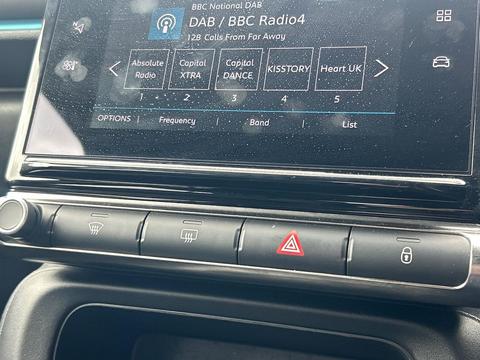 BBC National DAB
DAB / BBC Radio4
128 Calls From Far Away
Absolute Radio
Capital XTRA
Capital DANCE
KISSTORY
Heart UK
1 2 3 4 5
OPTIONS Frequency Band List